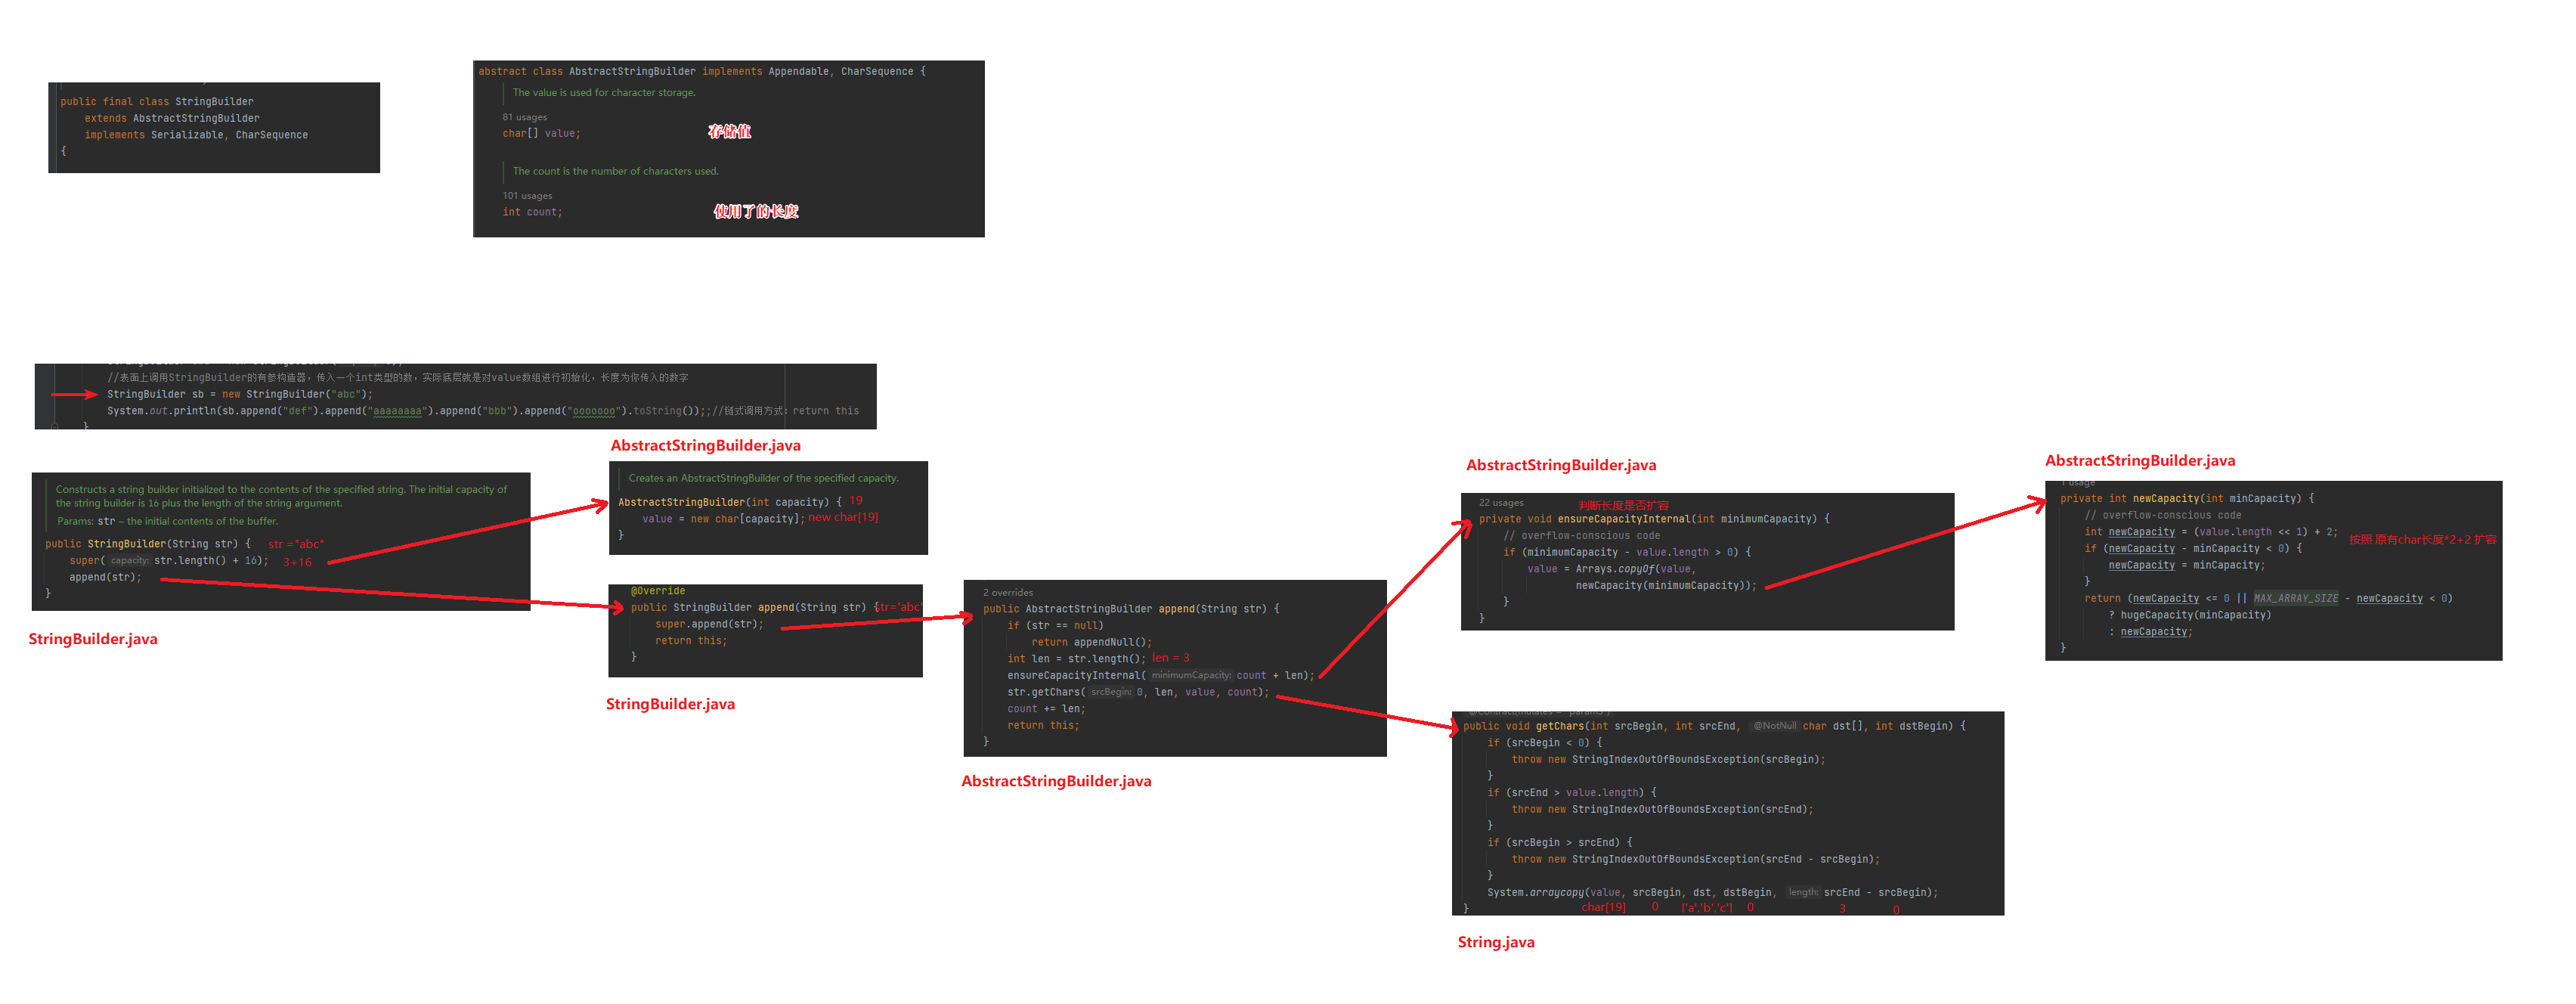 public final class StringBuilder
extends AbstractStringBuilder
implements Serializable, CharSequence
{
abstract class AbstractStringBuilder implements Appendable, CharSequence {
The value is used for character storage.
81 usages
char[] value; 存储值
The count is the number of characters used.
101 usages
int count; 使用了的长度
//表面上调用StringBuilder的有参构造器，传入一个int类型的数，实际底层就是对value数组进行初始化，长度为你传入的数字
StringBuilder sb = new StringBuilder("abc");
System.out.println(sb.append("def").append("aaaaaaaa").append("bbb").append("ooooooo").toString());;//链式调用方式：return this
}
Constructs a string builder initialized to the contents of the specified string. The initial capacity of
the string builder is 16 plus the length of the string argument.
Params: str – the initial contents of the buffer.
public StringBuilder(String str) { str ="abc"
super( capacity: str.length() + 16); 3+16
append(str);
}
StringBuilder.java
AbstractStringBuilder.java
Creates an AbstractStringBuilder of the specified capacity.
AbstractStringBuilder(int capacity) { 19
value = new char[capacity]; new char[19]
}
@Override
public StringBuilder append(String str) { str='abc'
super.append(str);
return this;
}
StringBuilder.java
2 overrides
public AbstractStringBuilder append(String str) {
if (str == null)
return appendNull();
int len = str.length(); len = 3
ensureCapacityInternal( minimumCapacity: count + len);
str.getChars( srcBegin: 0, len, value, count);
count += len;
return this;
}
AbstractStringBuilder.java
AbstractStringBuilder.java
22 usages 判断长度是否扩容
private void ensureCapacityInternal(int minimumCapacity) {
// overflow-conscious code
if (minimumCapacity - value.length > 0) {
value = Arrays.copyOf(value,
newCapacity(minimumCapacity));
}
}
AbstractStringBuilder.java
1 usage
private int newCapacity(int minCapacity) {
// overflow-conscious code
int newCapacity = (value.length << 1) + 2;
if (newCapacity - minCapacity < 0) { 按照 原有char长度*2+2 扩容
newCapacity = minCapacity;
}
return (newCapacity <= 0 || MAX_ARRAY_SIZE - newCapacity < 0)
? hugeCapacity(minCapacity)
: newCapacity;
}
public void getChars(int srcBegin, int srcEnd, @NotNull char dst[], int dstBegin) {
if (srcBegin < 0) {
throw new StringIndexOutOfBoundsException(srcBegin);
}
if (srcEnd > value.length) {
throw new StringIndexOutOfBoundsException(srcEnd);
}
if (srcBegin > srcEnd) {
throw new StringIndexOutOfBoundsException(srcEnd - srcBegin);
}
System.arraycopy(value, srcBegin, dst, dstBegin, length: srcEnd - srcBegin);
} char[19] 0 ['a'.'b'.'c'] 0 3 0
String.java